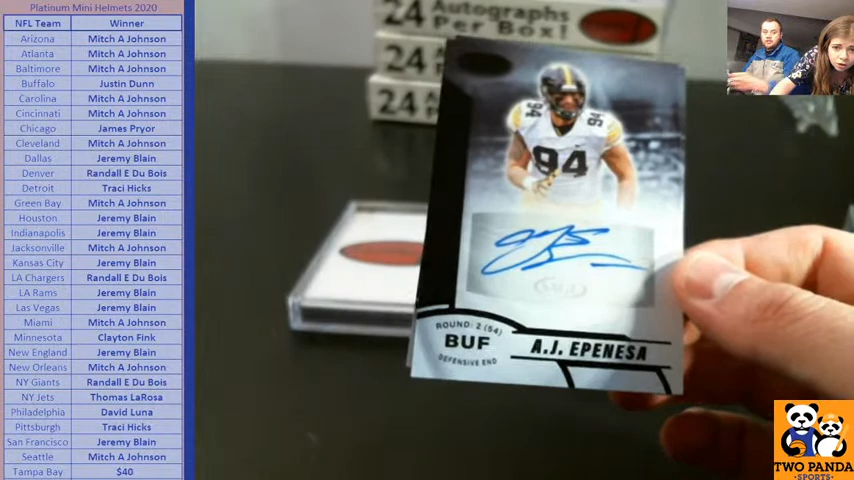 Platinum Mini Helmets 2020
NFL Team Winner
Arizona Mitch A Johnson
Atlanta Mitch A Johnson
Baltimore Mitch A Johnson
Buffalo Justin Dunn
Carolina Mitch A Johnson
Cincinnati Mitch A Johnson
Chicago James Pryor
Cleveland Mitch A Johnson
Dallas Jeremy Blain
Denver Randall E Du Bois
Detroit Traci Hicks
Green Bay Mitch A Johnson
Houston Jeremy Blain
Indianapolis Jeremy Blain
Jacksonville Mitch A Johnson
Kansas City Jeremy Blain
LA Chargers Randall E Du Bois
LA Rams Jeremy Blain
Las Vegas Jeremy Blain
Miami Mitch A Johnson
Minnesota Clayton Fink
New England Jeremy Blain
New Orleans Mitch A Johnson
NY Giants Randall E Du Bois
NY Jets Thomas LaRosa
Philadelphia David Luna
Pittsburgh Traci Hicks
San Francisco Jeremy Blain
Seattle Mitch A Johnson
Tampa Bay $40
24 Autographs
Per Box!
24
24
94
94
94
SAGE
ROUND: 2 (54)
BUF
DEFENSIVE END
A.J. EPENESA
TWO PANDA
•SPORTS•